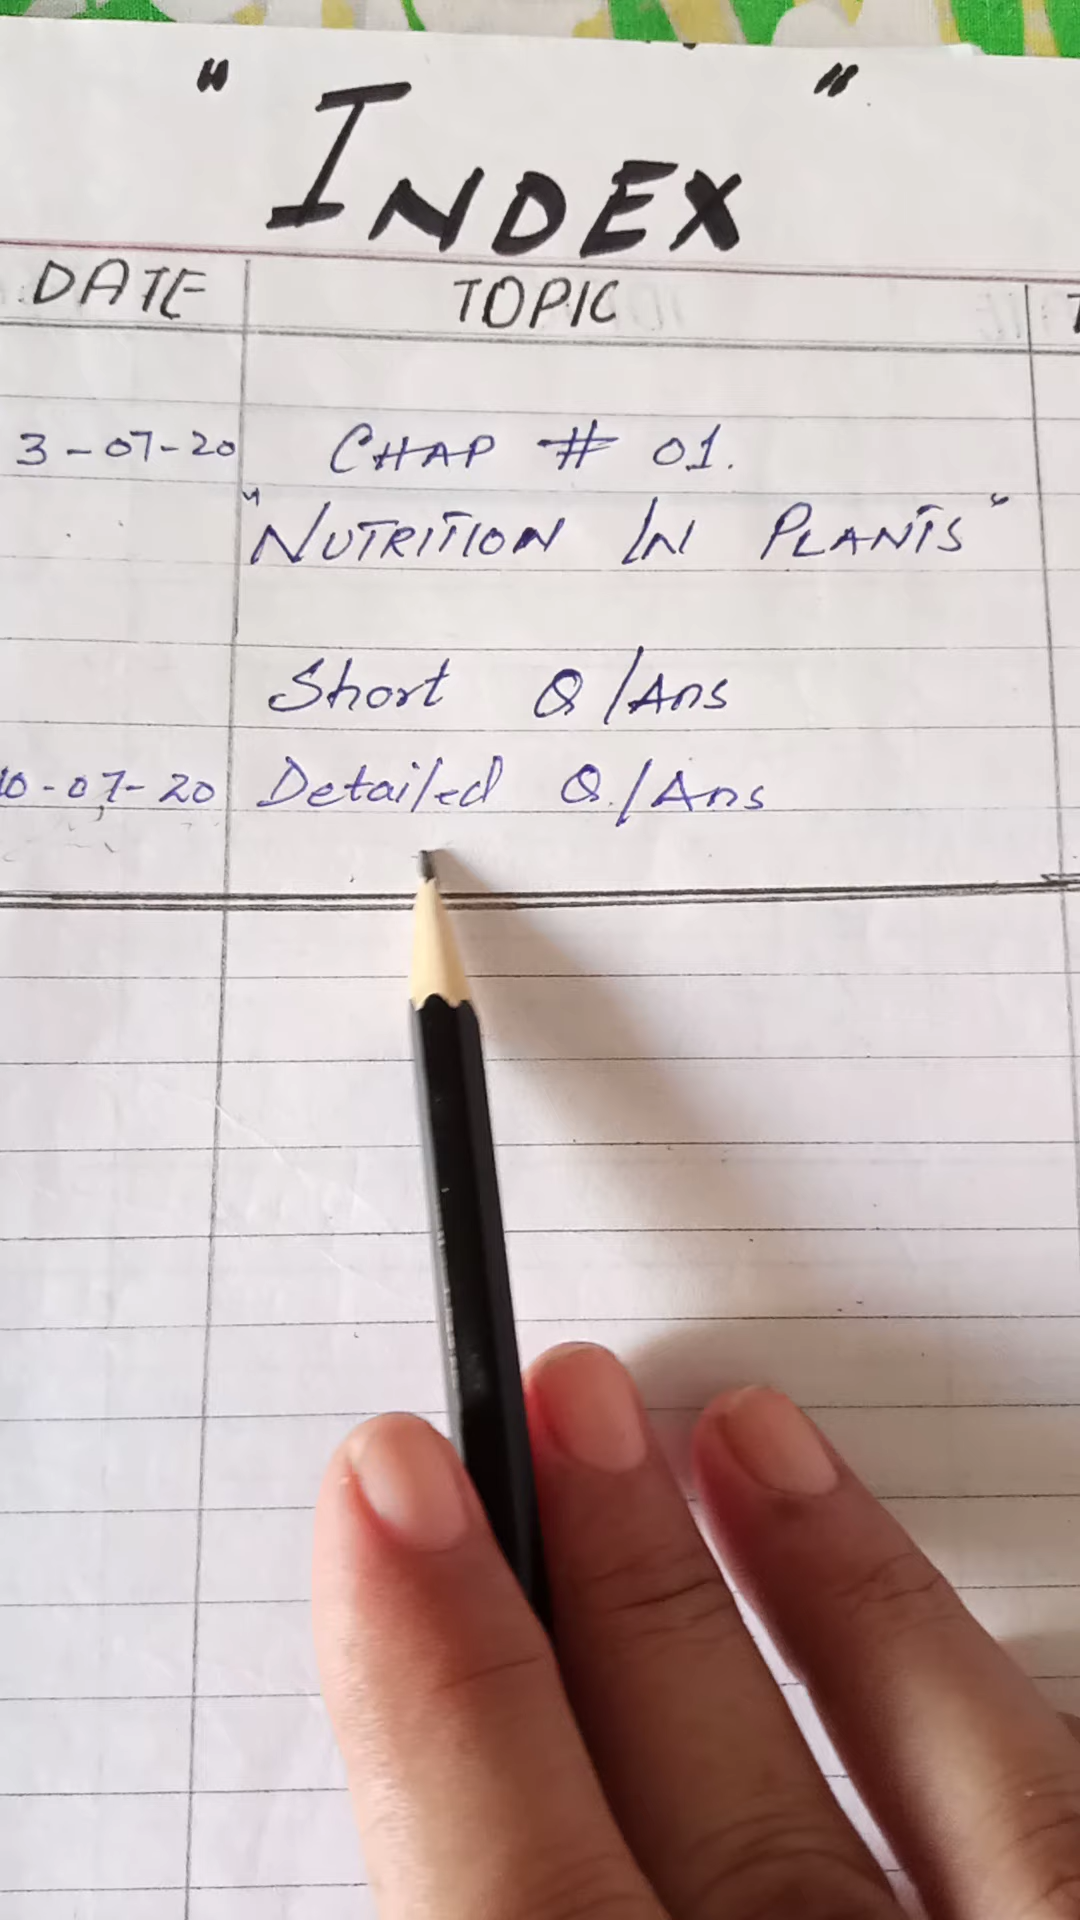 " INDEX "
DATE TOPIC
3-07-20 CHAP # 01.
"NUTRITION IN PLANTS"
Short Q/Ans
10-07-20 Detailed Q./Ans